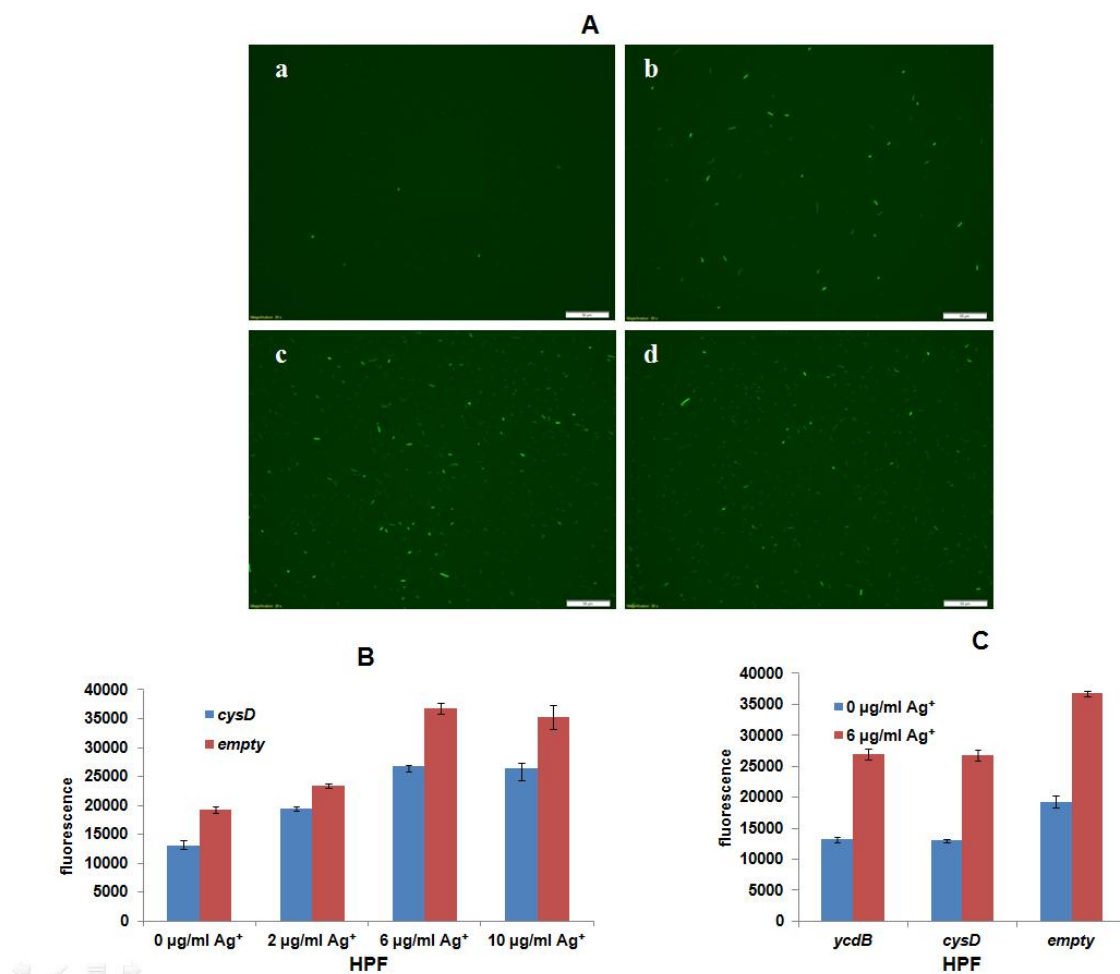 A
a
b
c
d
B
40000
35000
30000
25000
20000
15000
10000
5000
0
fluorescence
cysD
empty
0 µg/ml Ag⁺ 2 µg/ml Ag⁺ 6 µg/ml Ag⁺ 10 µg/ml Ag⁺
HPF
C
40000
35000
30000
25000
20000
15000
10000
5000
0
fluorescence
0 µg/ml Ag⁺
6 µg/ml Ag⁺
ycdB cysD empty
HPF